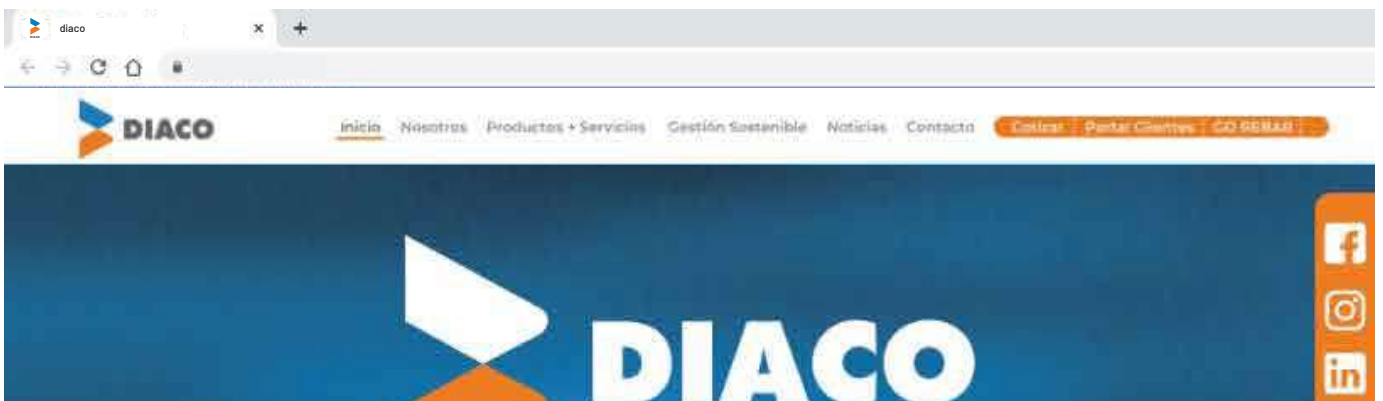 diaco
DIACO
Inicio Nosotros Productos + Servicios Gestión Sostenible Noticias Contacto Cotizar Portal Clientes GO REBAR
DIACO